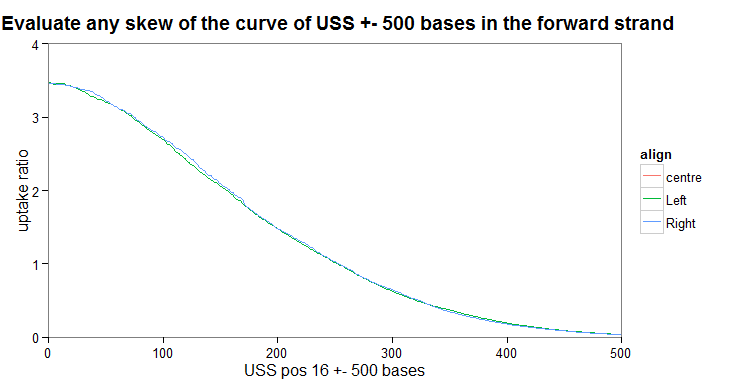 Evaluate any skew of the curve of USS +- 500 bases in the forward strand
4
3
2
1
0
uptake ratio
0 100 200 300 400 500
USS pos 16 +- 500 bases
align
centre
Left
Right